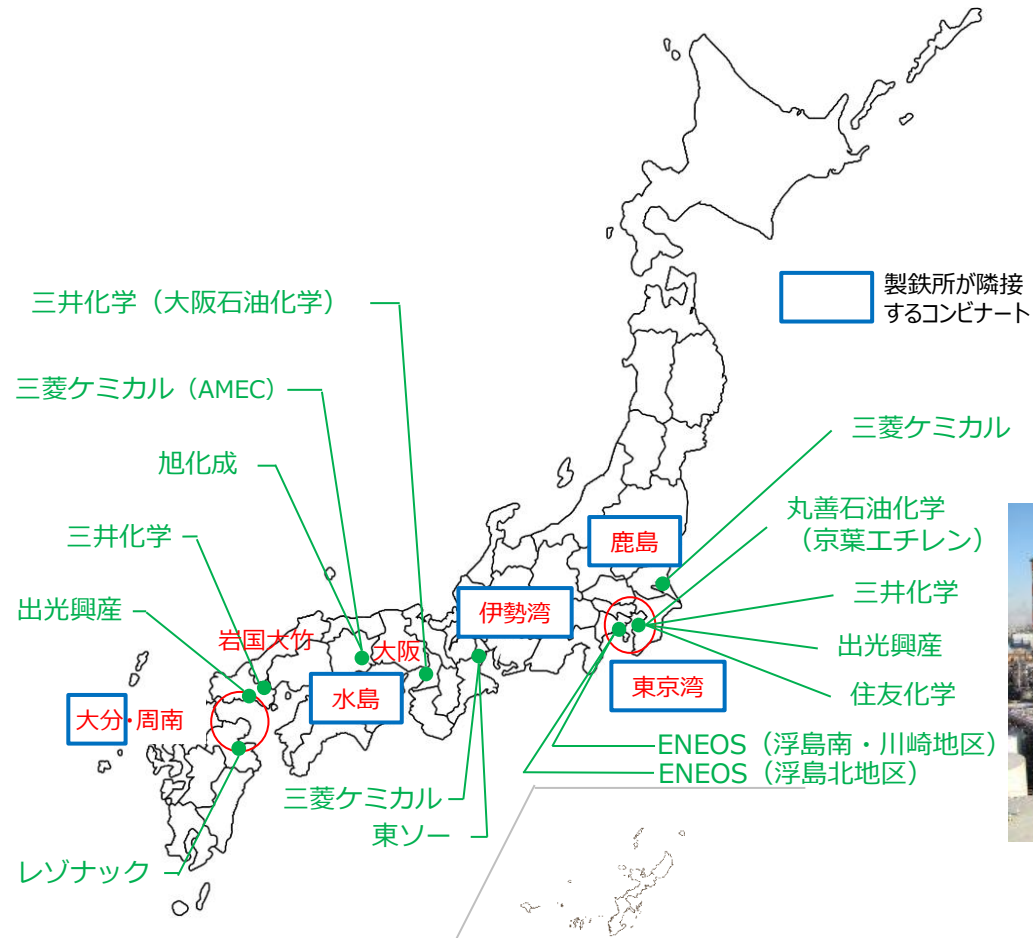 三井化学（大阪石油化学）
三菱ケミカル（AMEC）
旭化成
三井化学
出光興産
岩国大竹
大阪
水島
大分・周南
レゾナック
三菱ケミカル
東ソー
伊勢湾
製鉄所が隣接
するコンビナート
三菱ケミカル
鹿島
丸善石油化学
（京葉エチレン）
三井化学
出光興産
住友化学
東京湾
ENEOS（浮島南・川崎地区）
ENEOS（浮島北地区）